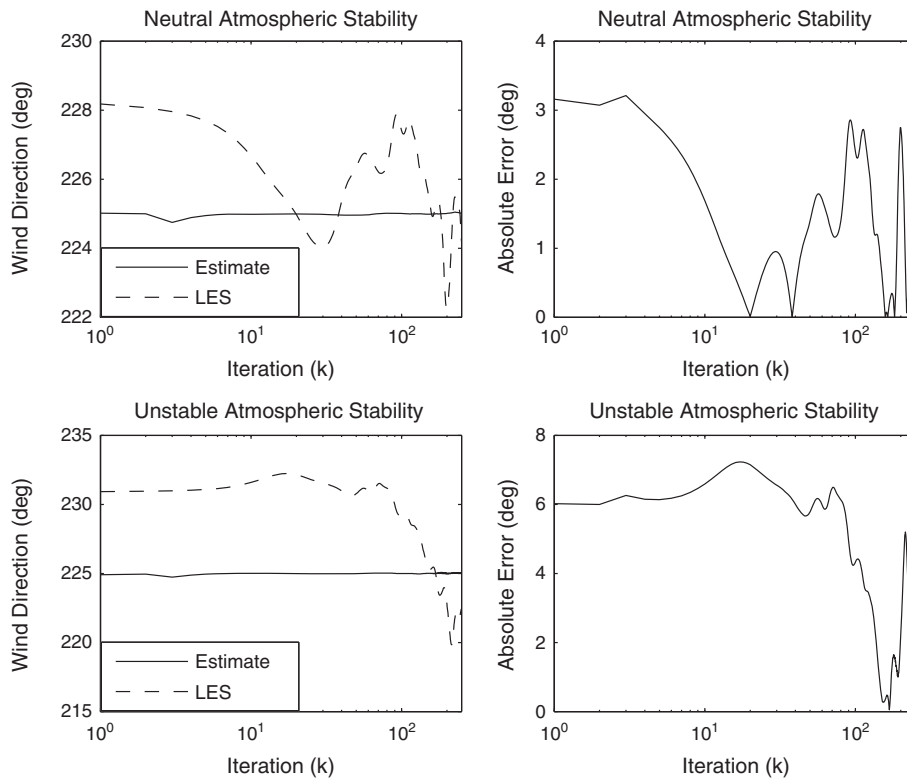 Neutral Atmospheric Stability
230
228
226
224
222
Wind Direction (deg)
Estimate
LES
10^0
10^1
10^2
Iteration (k)
Neutral Atmospheric Stability
4
3
2
1
0
Absolute Error (deg)
10^0
10^1
10^2
Iteration (k)
Unstable Atmospheric Stability
235
230
225
220
215
Wind Direction (deg)
Estimate
LES
10^0
10^1
10^2
Iteration (k)
Unstable Atmospheric Stability
8
6
4
2
0
Absolute Error (deg)
10^0
10^1
10^2
Iteration (k)